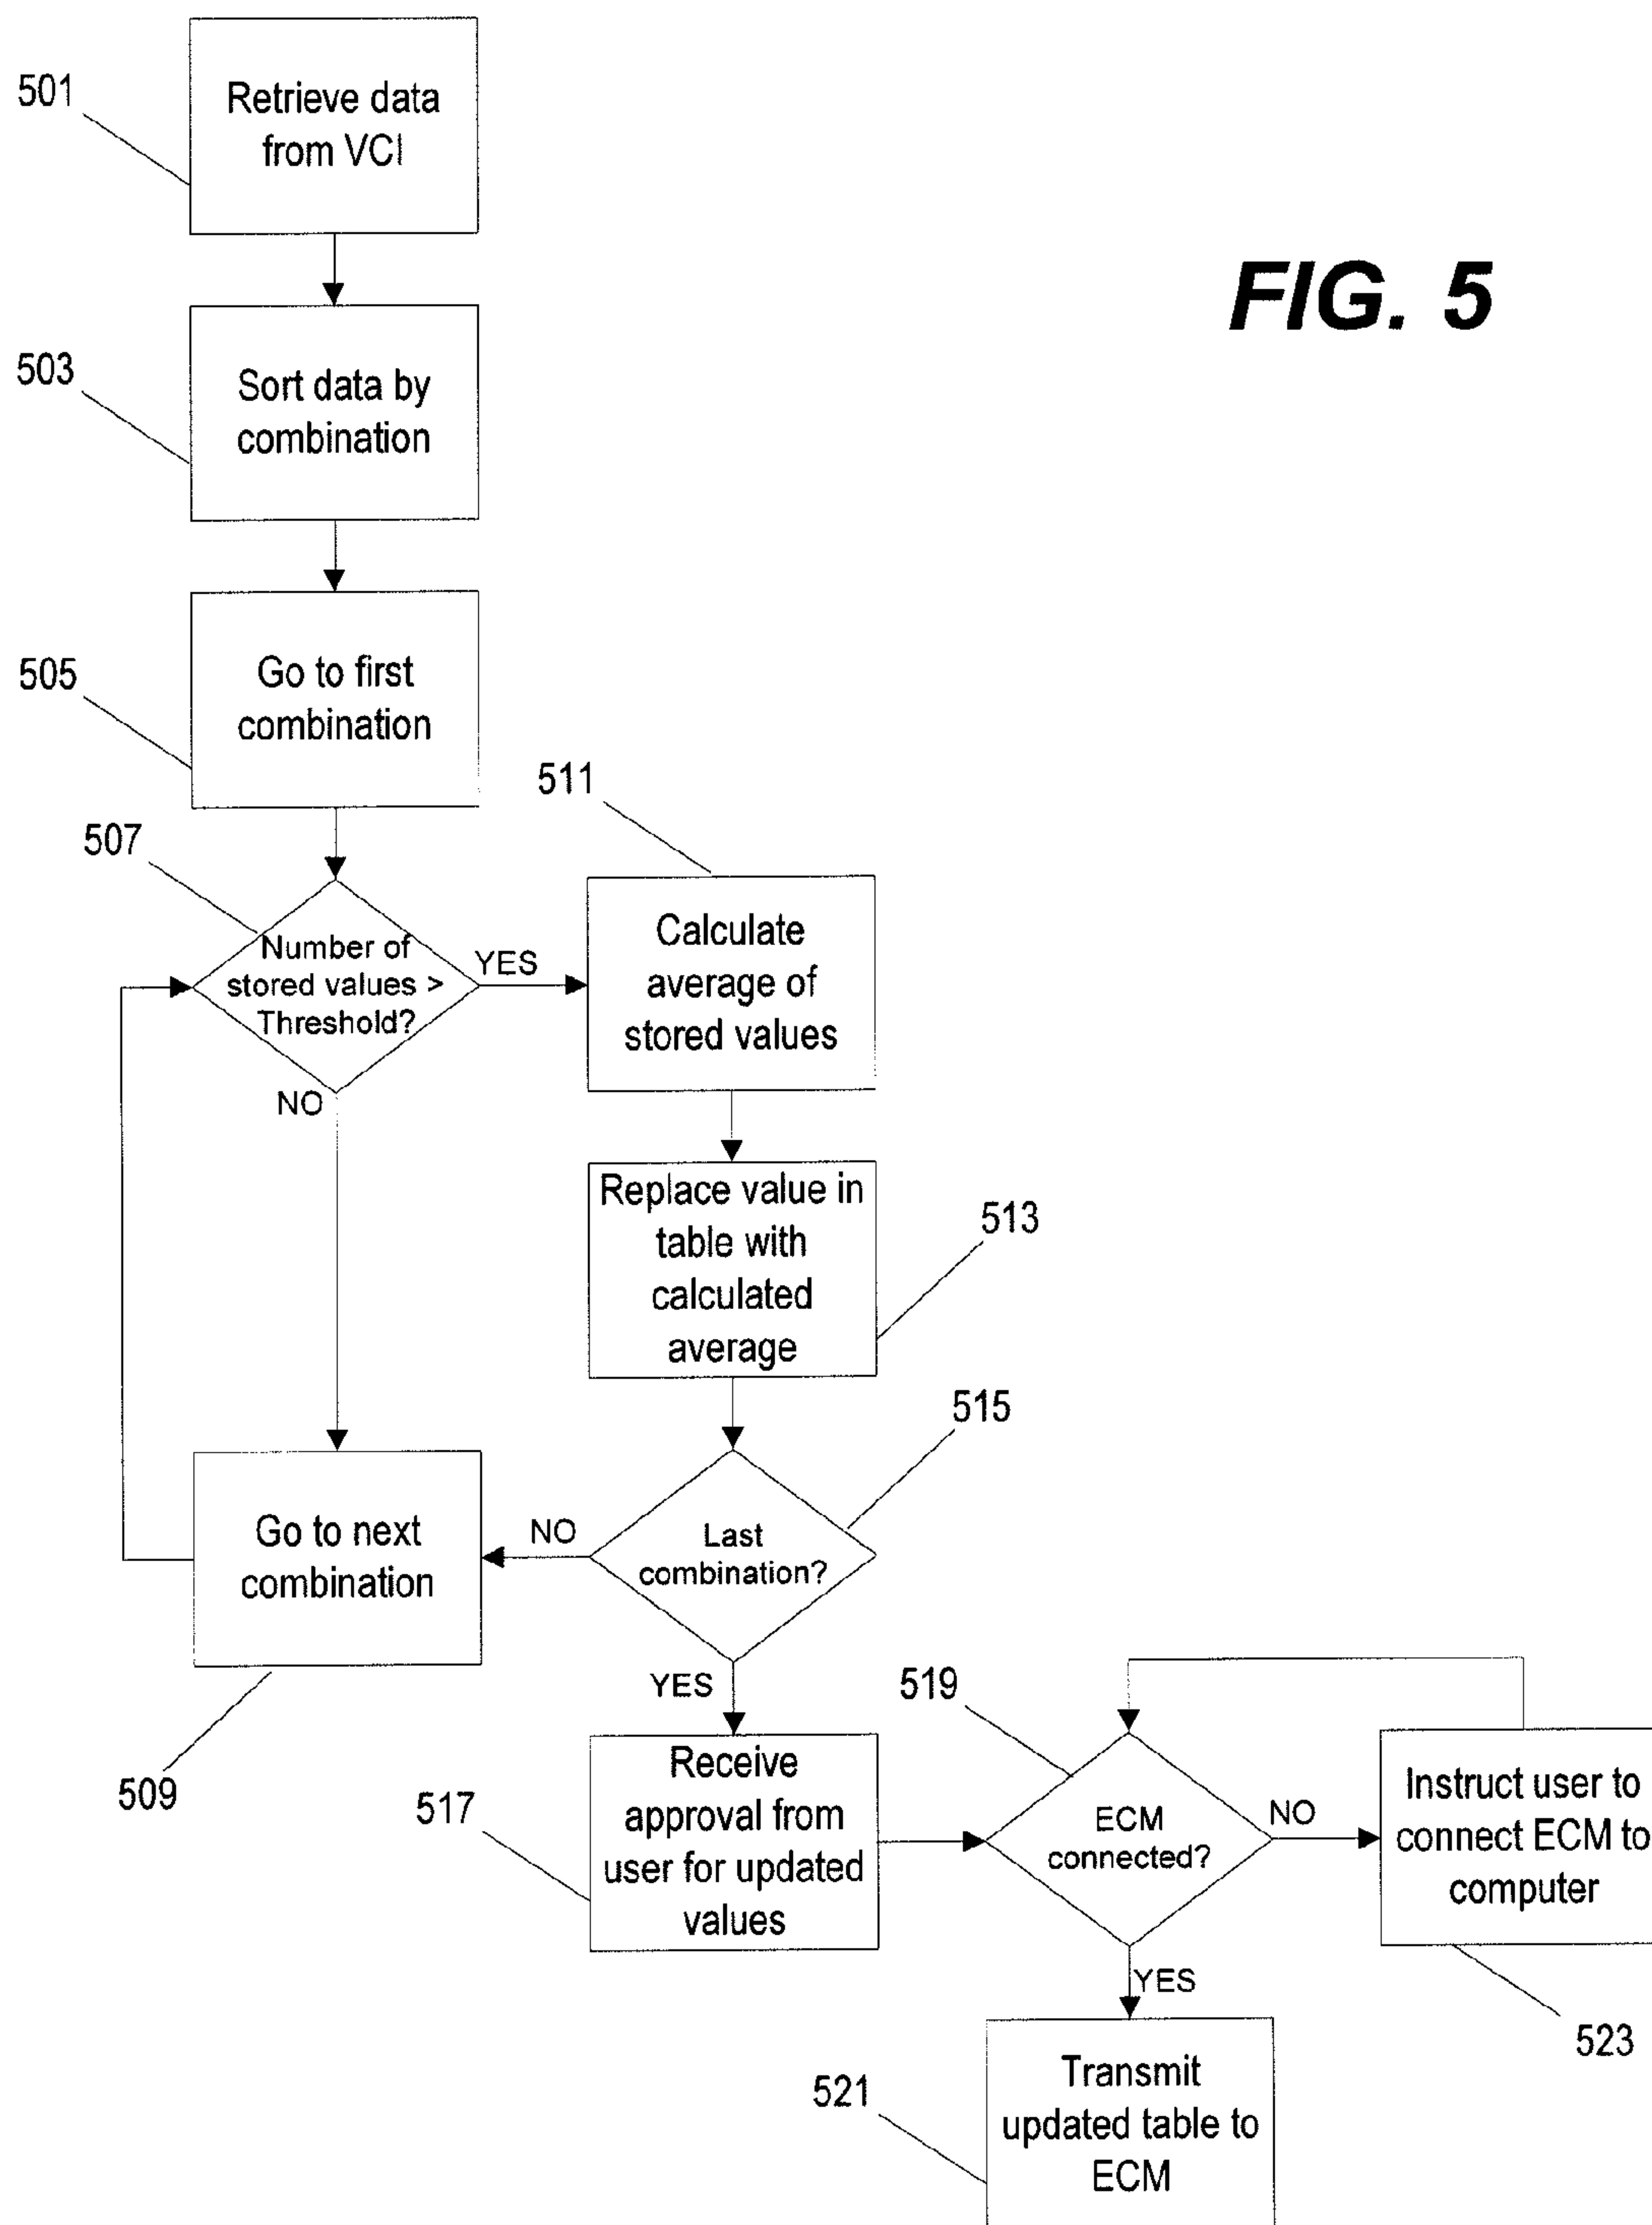 501
Retrieve data
from VCI
FIG. 5
503
Sort data by
combination
505
Go to first
combination
507
Number of
stored values >
Threshold?
YES
NO
511
Calculate
average of
stored values
Replace value in
table with
calculated
average
513
515
Last
combination?
NO
YES
Go to next
combination
509
Receive
approval from
user for updated
values
517
519
ECM
connected?
NO
YES
Instruct user to
connect ECM to
computer
523
521
Transmit
updated table to
ECM